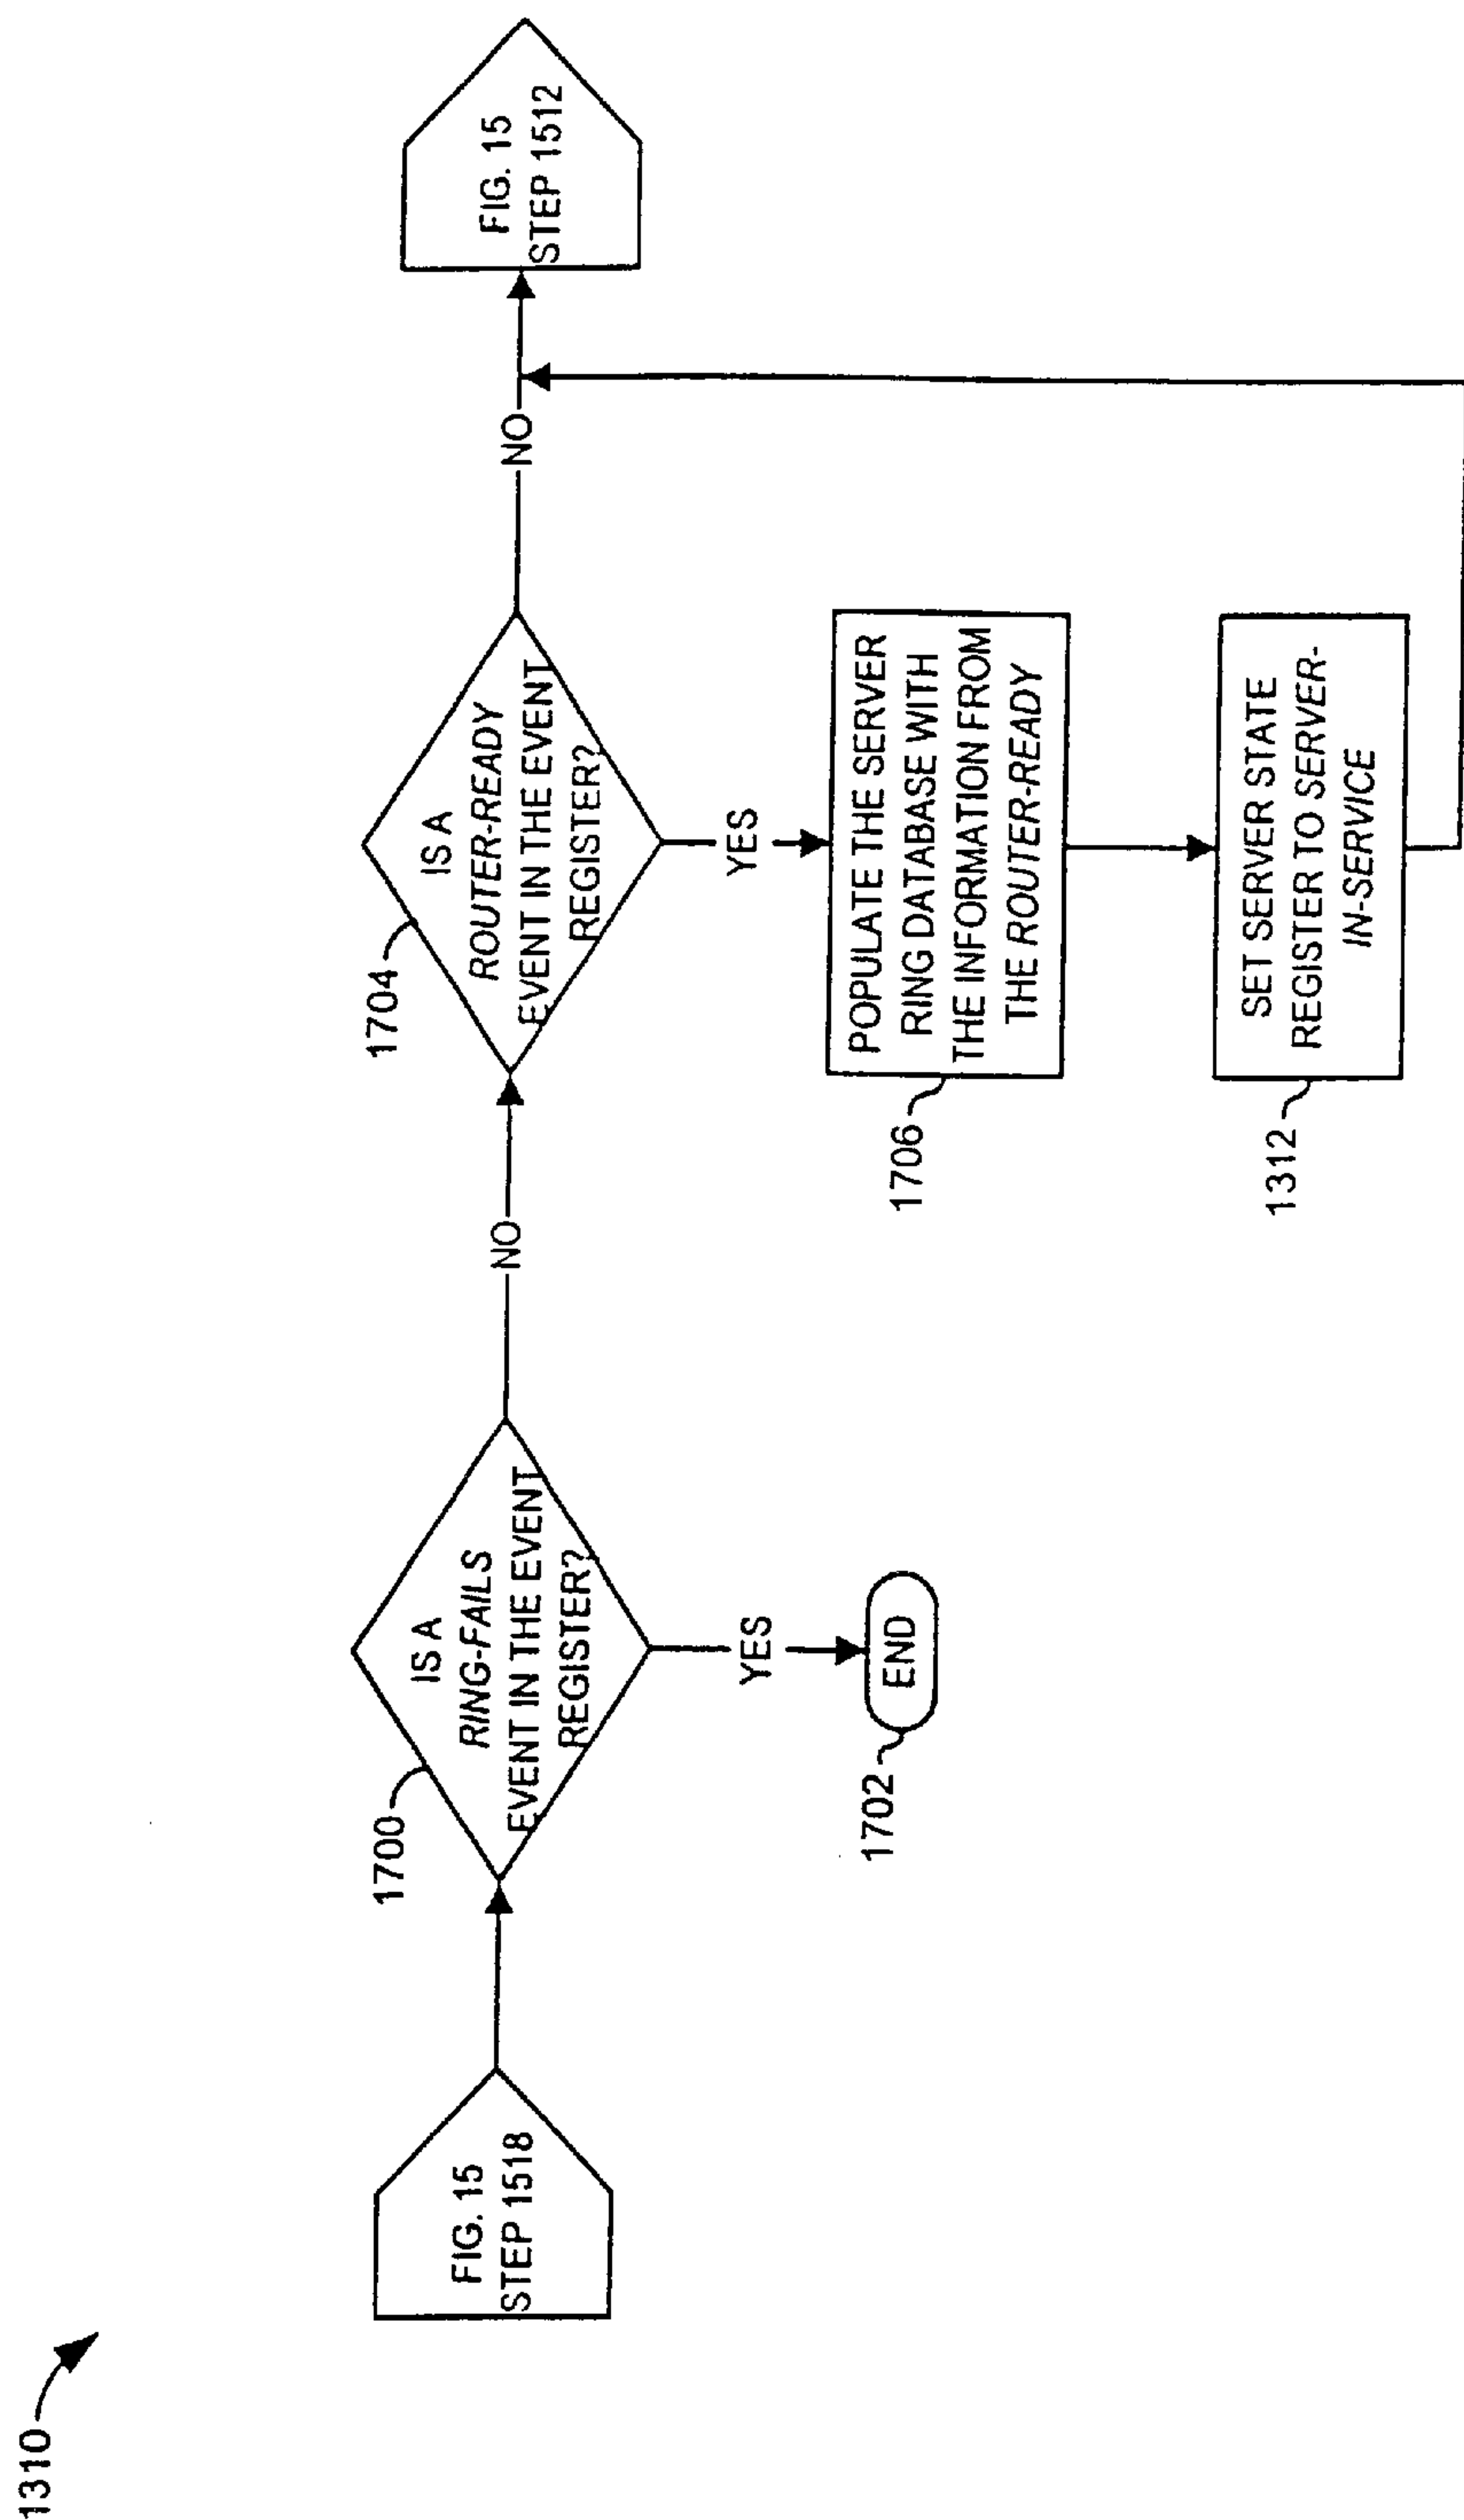 1310
FIG. 15
STEP 1518
1700
IS A
RING-FAILS
EVENT IN THE EVENT
REGISTER?
YES
1702
END
NO
1704
IS A
ROUTER-READY
EVENT IN THE EVENT
REGISTER?
YES
1706
POPULATE THE SERVER
RING DATABASE WITH
THE INFORMATION FROM
THE ROUTER-READY
1312
SET SERVER STATE
REGISTER TO SERVER-
IN-SERVICE
NO
FIG. 15
STEP 1512